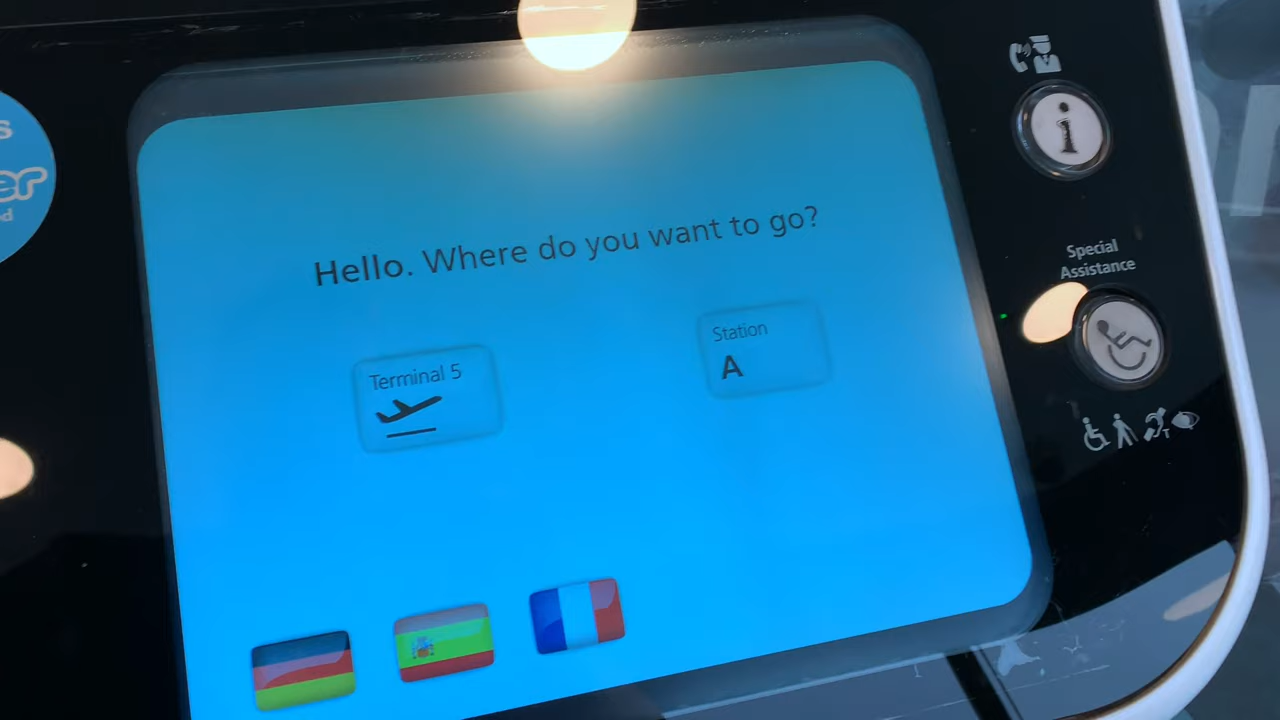 Hello. Where do you want to go?
Terminal 5
Station
A
i
Special
Assistance